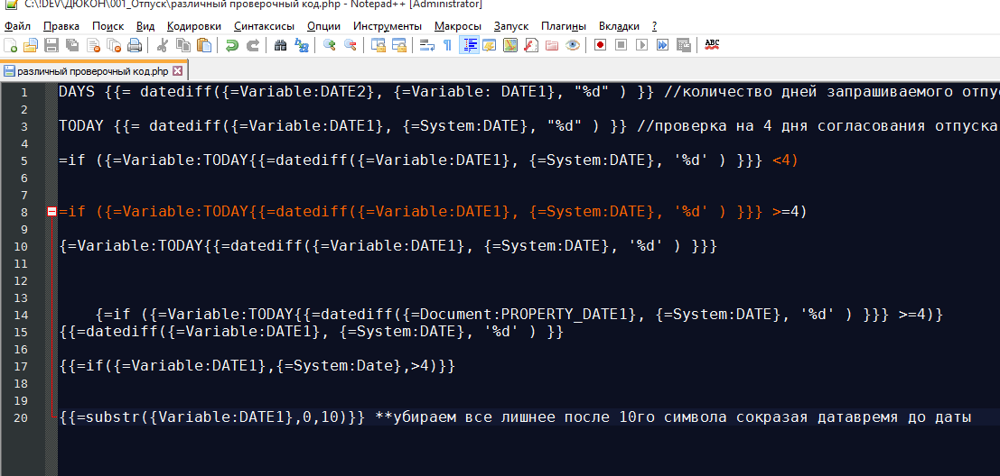 C:\!DEV\ДЮКОН\001_Отпуск\различный проверочный код.php - Notepad++ [Administrator]
Файл Правка Поиск Вид Кодировки Синтаксисы Опции Инструменты Макросы Запуск Плагины Вкладки ?
ABC
различный проверочный код.php
1 DAYS {{= datediff({=Variable:DATE2}, {=Variable: DATE1}, "%d" ) }} //количество дней запрашиваемого
2
3 TODAY {{= datediff({=Variable:DATE1}, {=System:DATE}, "%d" ) }} //проверка на 4 дня согласования отпуска
4
5 =if ({=Variable:TODAY{{=datediff({=Variable:DATE1}, {=System:DATE}, '%d' ) }}} <4)
6
7
8 =if ({=Variable:TODAY{{=datediff({=Variable:DATE1}, {=System:DATE}, '%d' ) }}} >=4)
9
10 {=Variable:TODAY{{=datediff({=Variable:DATE1}, {=System:DATE}, '%d' ) }}}
11
12
13
14 {=if ({=Variable:TODAY{{=datediff({=Document:PROPERTY_DATE1}, {=System:DATE}, '%d' ) }}} >=4)}
15 {{=datediff({=Variable:DATE1}, {=System:DATE}, '%d' ) }}
16
17 {{=if({=Variable:DATE1},{=System:Date},>4)}}
18
19
20 {{=substr({Variable:DATE1},0,10)}} **убираем все лишнее после 10го символа сокразая датавремя до даты